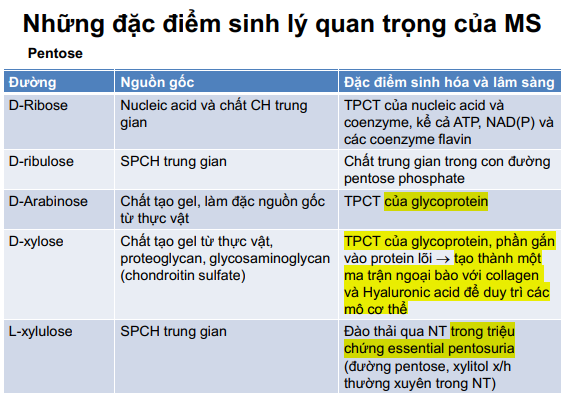 Những đặc điểm sinh lý quan trọng của MS
Pentose
Đường
Nguồn gốc
Đặc điểm sinh hóa và lâm sàng
D-Ribose
Nucleic acid và chất CH trung
gian
TPCT của nucleic acid và
coenzyme, kể cả ATP, NAD(P) và
các coenzyme flavin
D-ribulose
SPCH trung gian
Chất trung gian trong con đường
pentose phosphate
D-Arabinose
Chất tạo gel, làm đặc nguồn gốc
từ thực vật
TPCT của glycoprotein
D-xylose
Chất tạo gel từ thực vật,
proteoglycan, glycosaminoglycan
(chondroitin sulfate)
TPCT của glycoprotein, phần gắn
vào protein lõi → tạo thành một
ma trận ngoại bào với collagen
và Hyaluronic acid để duy trì các
mô cơ thể
L-xylulose
SPCH trung gian
Đào thải qua NT trong triệu
chứng essential pentosuria
(đường pentose, xylitol x/h
thường xuyên trong NT)